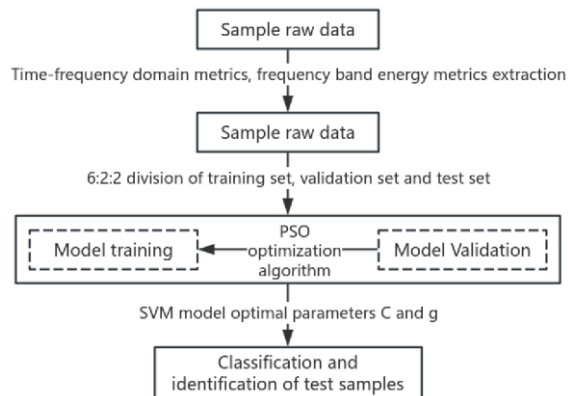 Sample raw data
Time-frequency domain metrics, frequency band energy metrics extraction
Sample raw data
6:2:2 division of training set, validation set and test set
Model training
PSO
optimization
algorithm
Model Validation
SVM model optimal parameters C and g
Classification and
identification of test samples